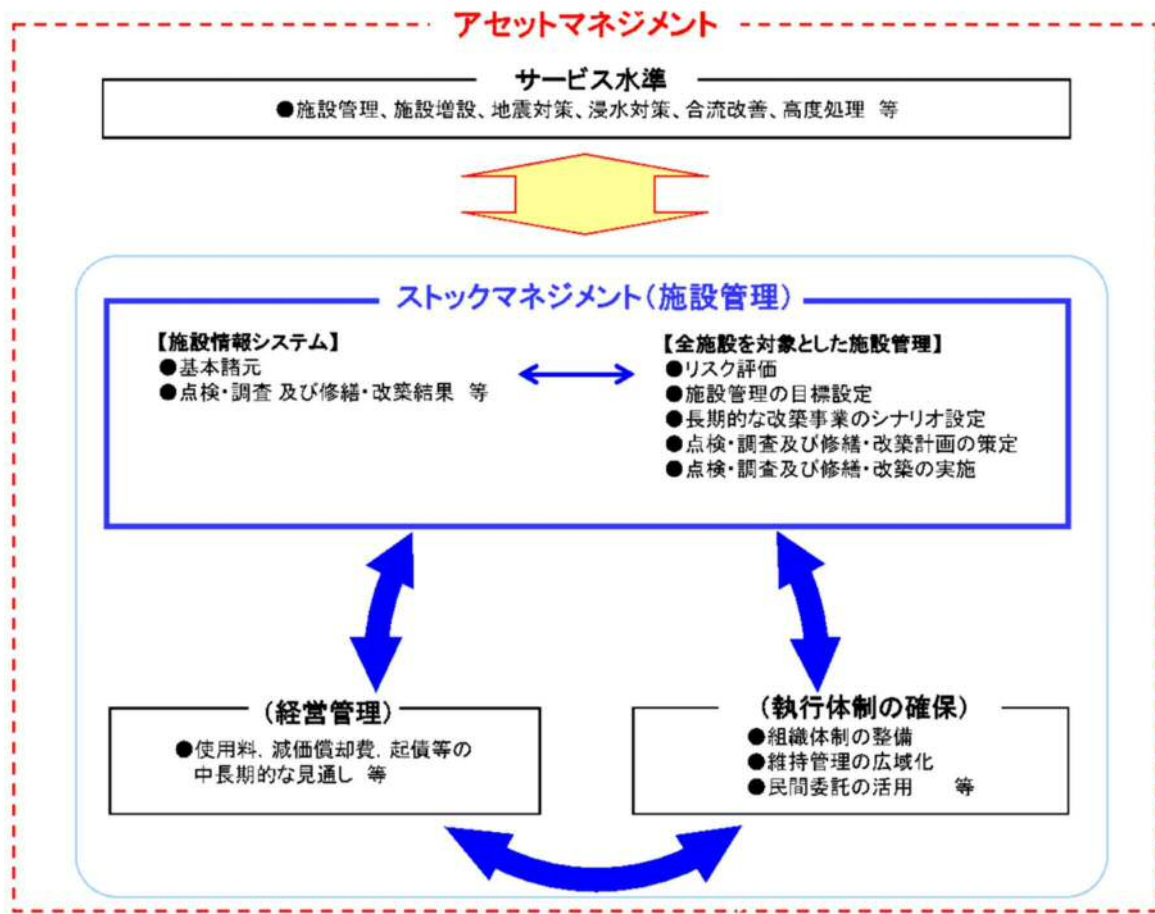 アセットマネジメント
サービス水準
●施設管理、施設増設、地震対策、浸水対策、合流改善、高度処理 等
ストックマネジメント(施設管理)
【施設情報システム】
●基本諸元
●点検・調査 及び修繕・改築結果 等
【全施設を対象とした施設管理】
●リスク評価
●施設管理の目標設定
●長期的な改築事業のシナリオ設定
●点検・調査及び修繕・改築計画の策定
●点検・調査及び修繕・改築の実施
(経営管理)
●使用料, 減価償却費, 起債等の
中長期的な見通し 等
(執行体制の確保)
●組織体制の整備
●維持管理の広域化
●民間委託の活用 等